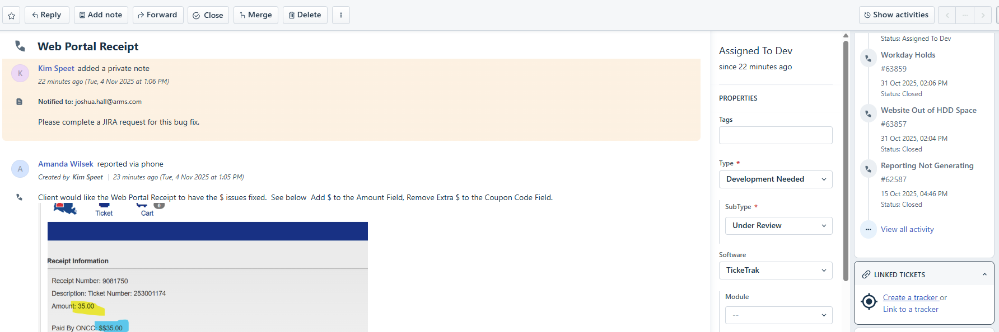 Reply
Add note
Forward
Close
Merge
Delete
Show activities
Web Portal Receipt
K
Kim Speet added a private note
22 minutes ago (Tue, 4 Nov 2025 at 1:06 PM)
Notified to: joshua.hall@arms.com
Please complete a JIRA request for this bug fix.
A
Amanda Wilsek reported via phone
Created by Kim Speet | 23 minutes ago (Tue, 4 Nov 2025 at 1:05 PM)
Client would like the Web Portal Receipt to have the $ issues fixed.  See below  Add $ to the Amount Field, Remove Extra $ to the Coupon Code Field.
0
Ticket
Cart
Receipt Information
Receipt Number: 9081750
Description: Ticket Number: 253001174
Amount: 35.00
Paid By ONCC: $$35.00
Assigned To Dev
since 22 minutes ago
PROPERTIES
Tags
Type *
Development Needed
SubType *
Under Review
Software
TickeTrak
Module
--
Status: Assigned To Dev
Workday Holds
#63859
31 Oct 2025, 02:06 PM
Status: Closed
Website Out of HDD Space
#63857
31 Oct 2025, 02:04 PM
Status: Closed
Reporting Not Generating
#62587
15 Oct 2025, 04:46 PM
Status: Closed
View all activity
LINKED TICKETS
Create a tracker or
Link to a tracker